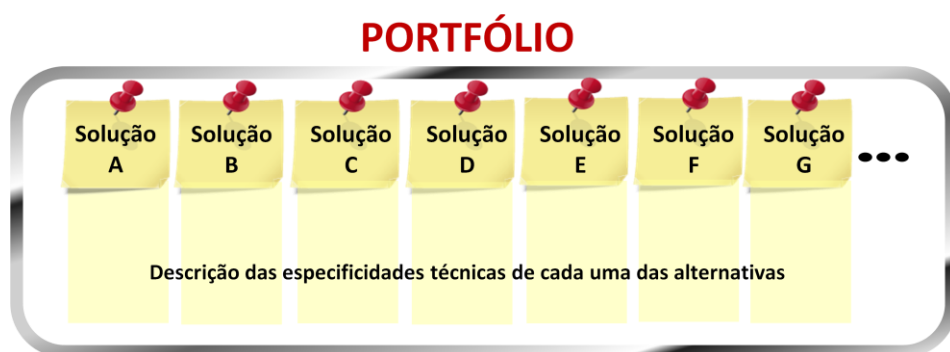 PORTFÓLIO
Solução
A
Solução
B
Solução
C
Solução
D
Solução
E
Solução
F
Solução
G
...
Descrição das especificidades técnicas de cada uma das alternativas